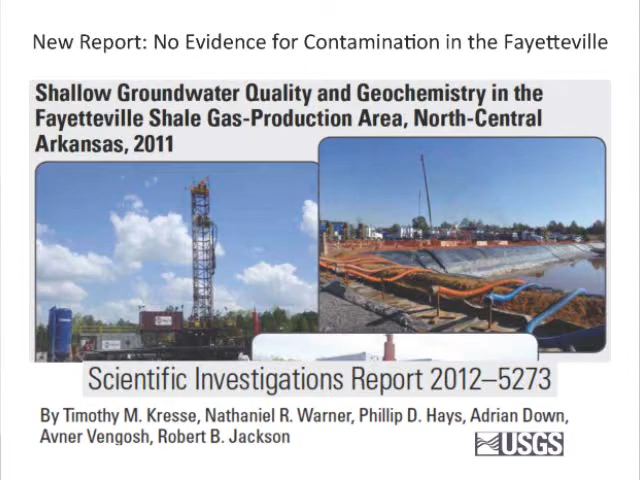 New Report: No Evidence for Contamination in the Fayetteville
Shallow Groundwater Quality and Geochemistry in the
Fayetteville Shale Gas-Production Area, North-Central
Arkansas, 2011
Scientific Investigations Report 2012–5273
By Timothy M. Kresse, Nathaniel R. Warner, Phillip D. Hays, Adrian Down,
Avner Vengosh, Robert B. Jackson
USGS